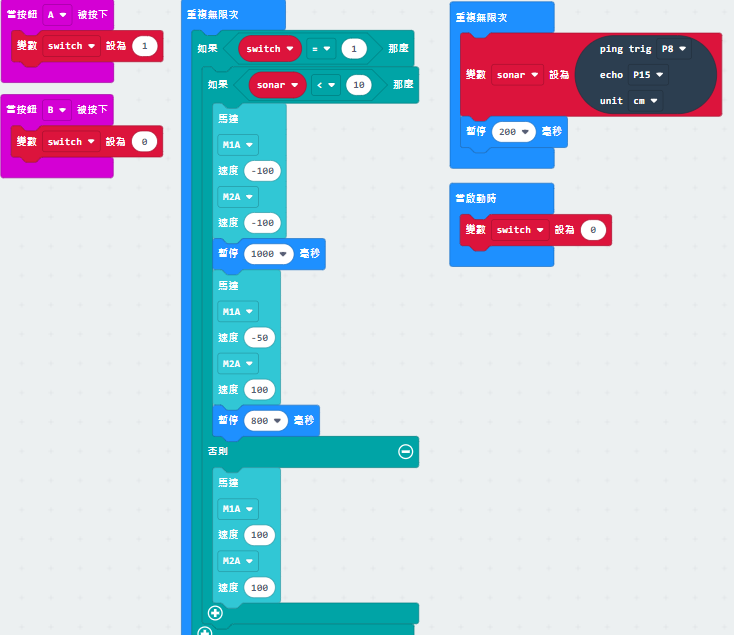 當按鈕 A 被按下
變數 switch 設為 1
當按鈕 B 被按下
變數 switch 設為 0
重複無限次
如果 switch = 1 那麼
如果 sonar < 10 那麼
馬達
M1A
速度 -100
M2A
速度 -100
暫停 1000 毫秒
馬達
M1A
速度 -50
M2A
速度 100
暫停 800 毫秒
否則
馬達
M1A
速度 100
M2A
速度 100
重複無限次
變數 sonar 設為
ping trig P8
echo P15
unit cm
暫停 200 毫秒
當啟動時
變數 switch 設為 0